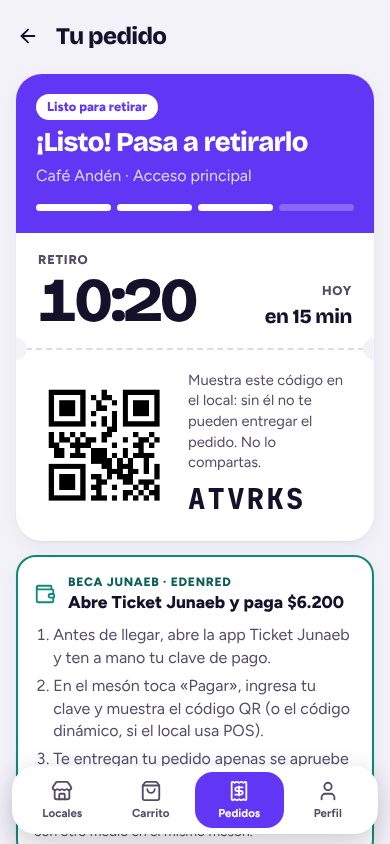 Tu pedido
Listo para retirar
¡Listo! Pasa a retirarlo
Café Andén · Acceso principal
RETIRO
10:20
HOY
en 15 min
Muestra este código en
el local: sin él no te
pueden entregar el
pedido. No lo
compartas.
ATVRKS
BECA JUNAEB · EDENRED
Abre Ticket Junaeb y paga $6.200
1. Antes de llegar, abre la app Ticket Junaeb
y ten a mano tu clave de pago.
2. En el mesón toca «Pagar», ingresa tu
clave y muestra el código QR (o el código
dinámico, si el local usa POS).
3. Te entregan tu pedido apenas se apruebe
Locales
Carrito
Pedidos
Perfil